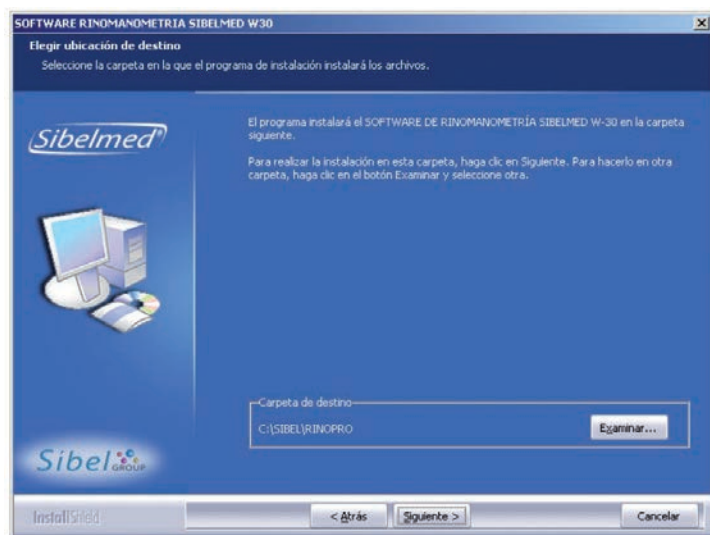 SOFTWARE RINOMANOMETRIA SIBELMED W30
Elegir ubicación de destino
Seleccione la carpeta en la que el programa de instalación instalará los archivos.
Sibelmed®
El programa instalará el SOFTWARE DE RINOMANOMETRÍA SIBELMED W-30 en la carpeta
siguiente.
Para realizar la instalación en esta carpeta, haga clic en Siguiente. Para hacerlo en otra
carpeta, haga clic en el botón Examinar y seleccione otra.
Carpeta de destino
C:\SIBEL\RINOPRO
Examinar...
Sibel GROUP
InstallShield
< Atrás
Siguiente >
Cancelar